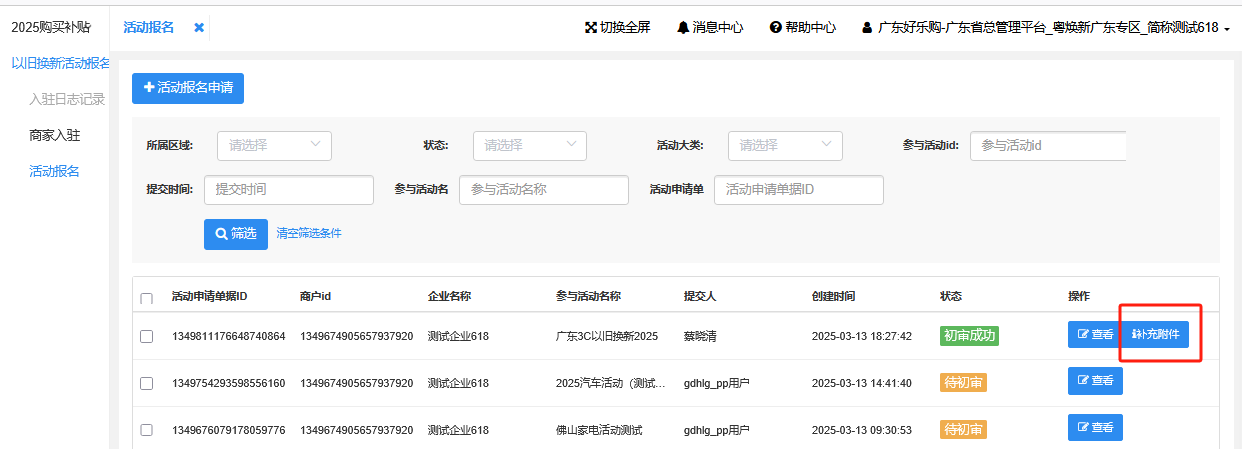 2025购买补贴
活动报名
切换全屏 消息中心 帮助中心 广东好乐购-广东省总管理平台_粤焕新广东专区_简称测试618
以旧换新活动报名
入驻日志记录
商家入驻
活动报名
活动报名申请
所属区域: 请选择 状态: 请选择 活动大类: 请选择 参与活动id: 参与活动id
提交时间: 提交时间 参与活动名 参与活动名称 活动申请单 活动申请单据ID
筛选 清空筛选条件
活动申请单据ID 商户id 企业名称 参与活动名称 提交人 创建时间 状态 操作
1349811176648740864 1349674905657937920 测试企业618 广东3C以旧换新2025 蔡晓清 2025-03-13 18:27:42 初审成功 查看 补充附件
1349754293598556160 1349674905657937920 测试企业618 2025汽车活动（测试... gdhlg_pp用户 2025-03-13 14:41:40 待初审 查看
1349676079178059776 1349674905657937920 测试企业618 佛山家电活动测试 gdhlg_pp用户 2025-03-13 09:30:53 待初审 查看